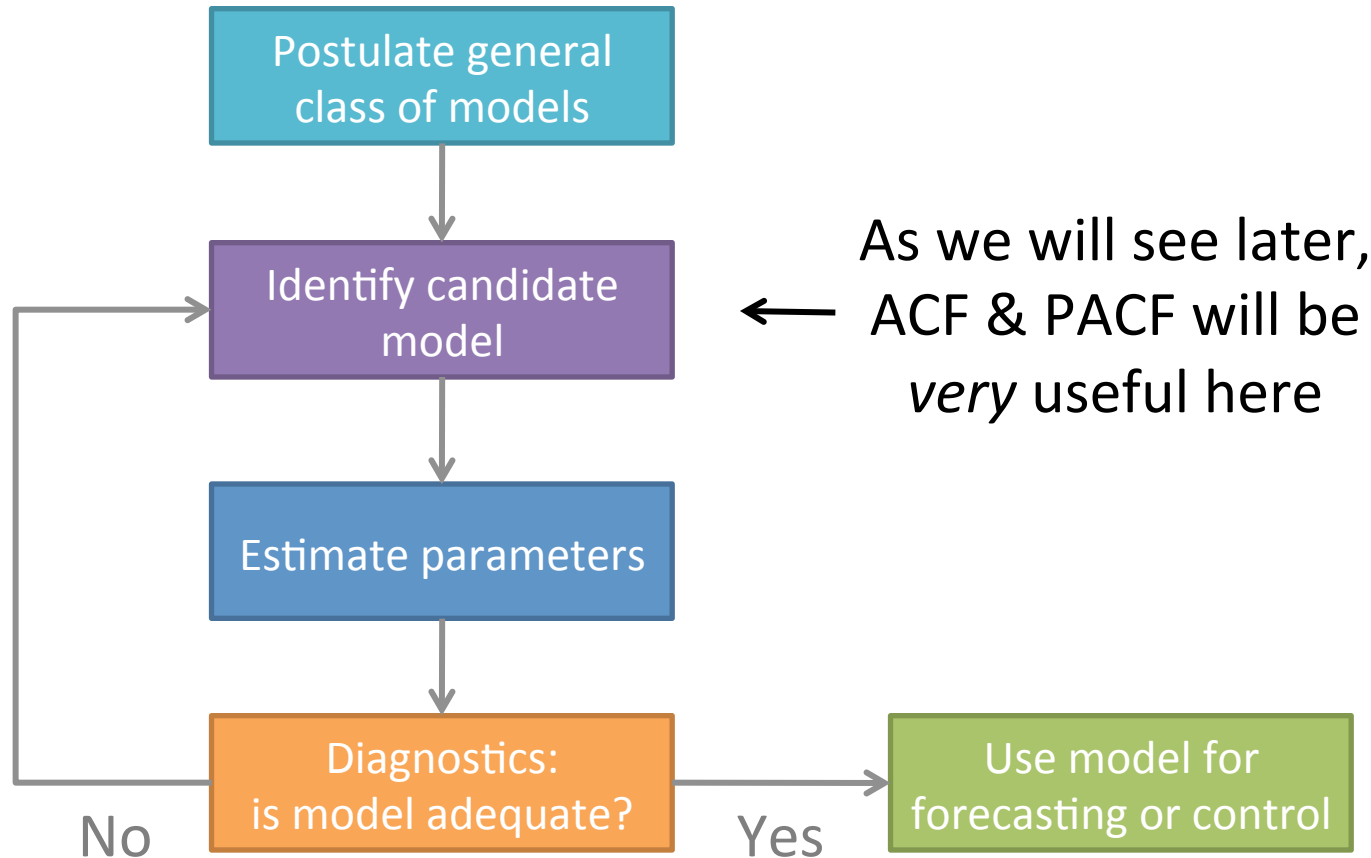 Postulate general
class of models
Identify candidate
model
As we will see later,
ACF & PACF will be
very useful here
Estimate parameters
Diagnostics:
is model adequate?
No
Yes
Use model for
forecasting or control